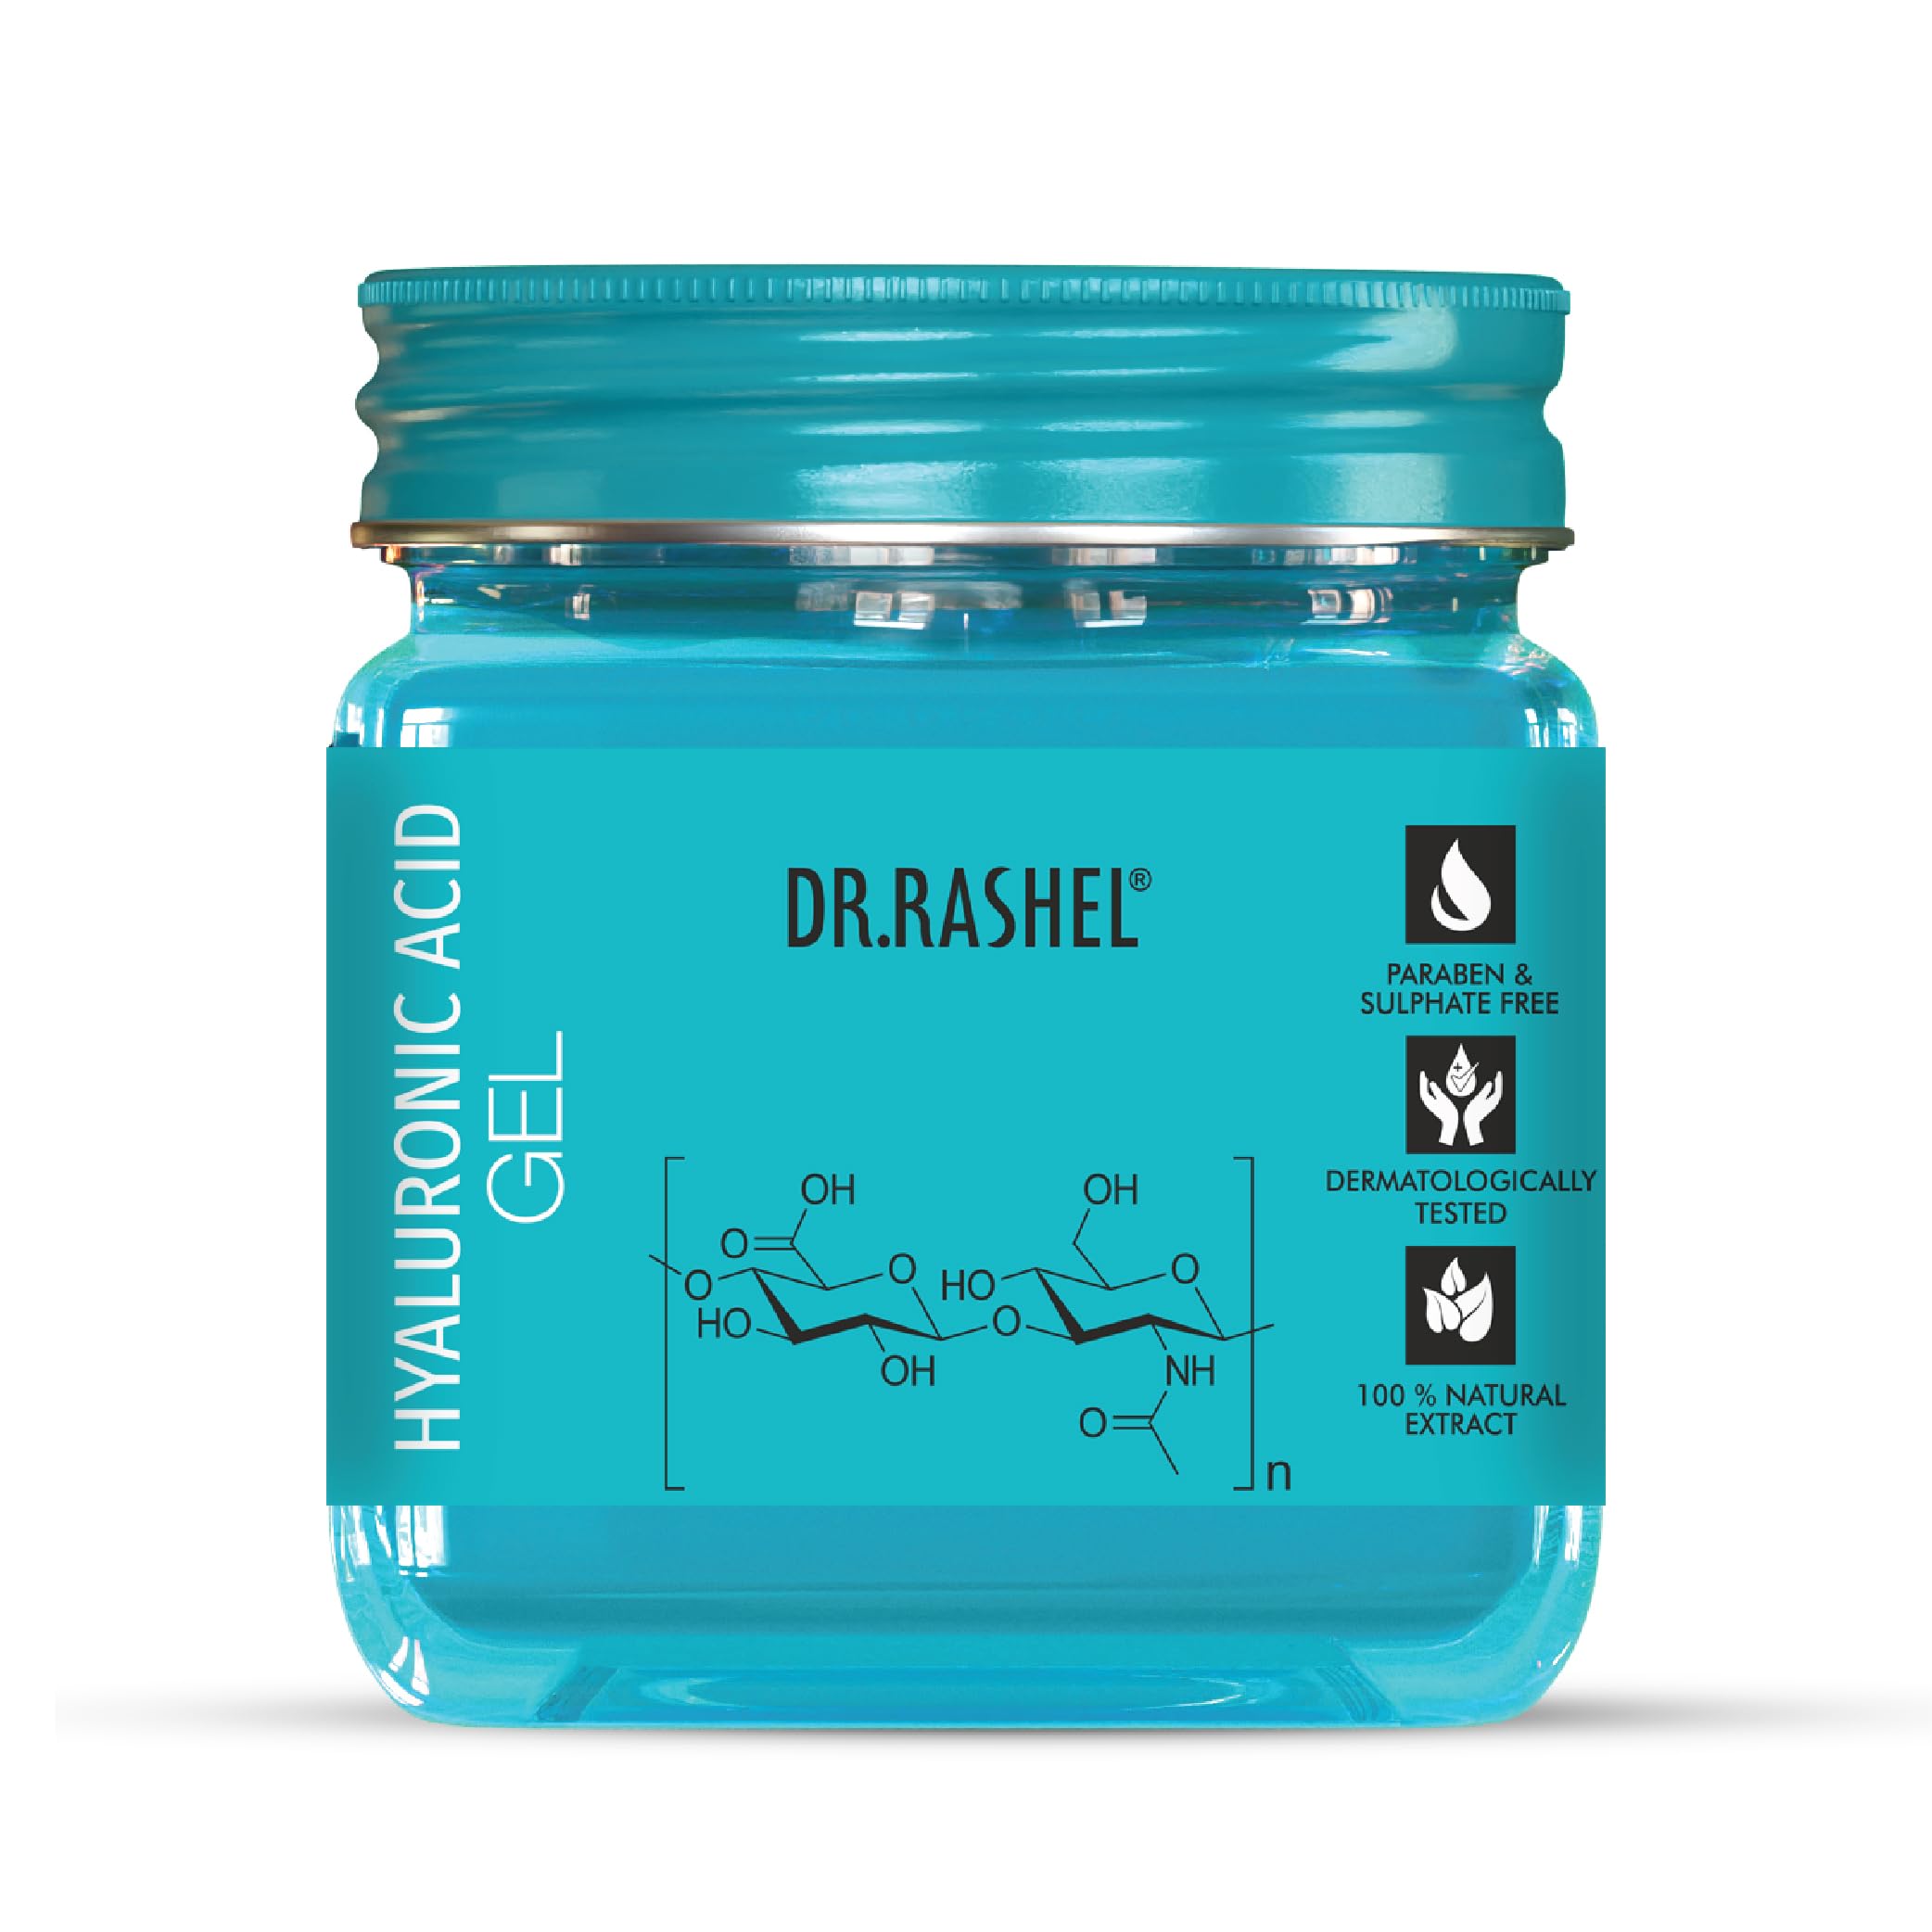 HYALURONIC ACID
GEL
DR.RASHEL®
OH
OH
O
O
O
O
HO
HO
O
OH
NH
O
n
PARABEN &
SULPHATE FREE
DERMATOLOGICALLY
TESTED
100 % NATURAL
EXTRACT